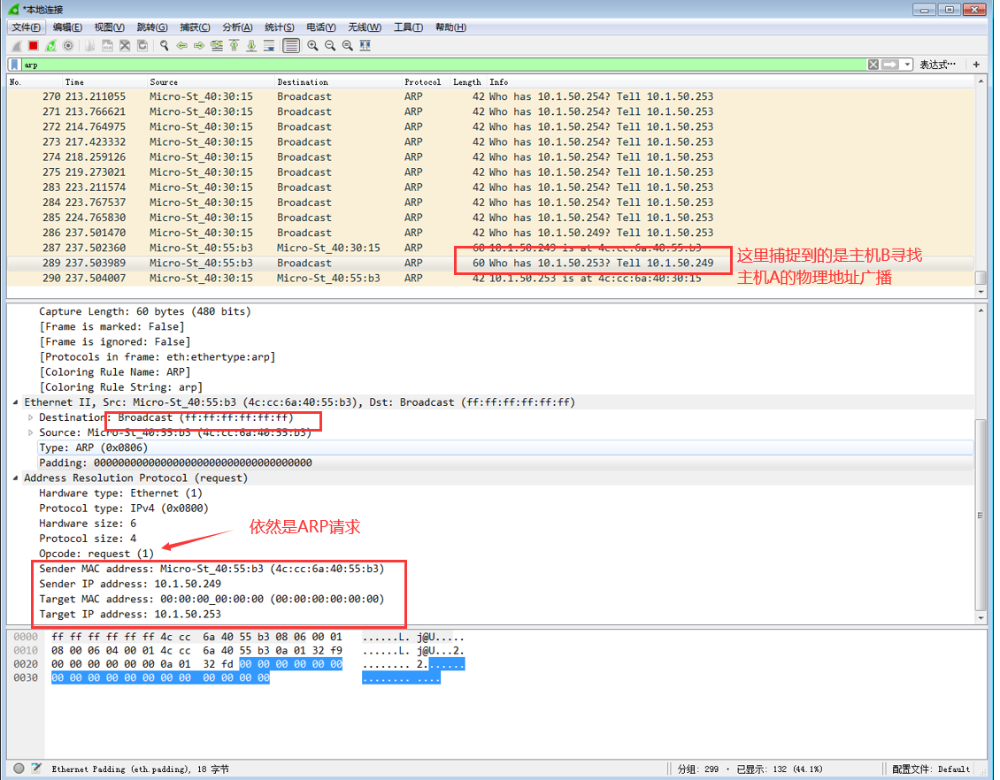 *本地连接
文件(F) 编辑(E) 视图(V) 跳转(G) 捕获(C) 分析(A) 统计(S) 电话(Y) 无线(W) 工具(T) 帮助(H)
arp 表达式… +
No. Time Source Destination Protocol Length Info
270 213.211055 Micro-St_40:30:15 Broadcast ARP 42 Who has 10.1.50.254? Tell 10.1.50.253
271 213.766621 Micro-St_40:30:15 Broadcast ARP 42 Who has 10.1.50.254? Tell 10.1.50.253
272 214.764975 Micro-St_40:30:15 Broadcast ARP 42 Who has 10.1.50.254? Tell 10.1.50.253
273 217.423332 Micro-St_40:30:15 Broadcast ARP 42 Who has 10.1.50.254? Tell 10.1.50.253
274 218.259126 Micro-St_40:30:15 Broadcast ARP 42 Who has 10.1.50.254? Tell 10.1.50.253
275 219.273021 Micro-St_40:30:15 Broadcast ARP 42 Who has 10.1.50.254? Tell 10.1.50.253
283 223.211574 Micro-St_40:30:15 Broadcast ARP 42 Who has 10.1.50.254? Tell 10.1.50.253
284 223.767537 Micro-St_40:30:15 Broadcast ARP 42 Who has 10.1.50.254? Tell 10.1.50.253
285 224.765830 Micro-St_40:30:15 Broadcast ARP 42 Who has 10.1.50.254? Tell 10.1.50.253
286 237.501470 Micro-St_40:30:15 Broadcast ARP 42 Who has 10.1.50.249? Tell 10.1.50.253
287 237.502360 Micro-St_40:55:b3 Micro-St_40:30:15 ARP 60 10.1.50.249 is at 4c:cc:6a:40:55:b3
289 237.503989 Micro-St_40:55:b3 Broadcast ARP 60 Who has 10.1.50.253? Tell 10.1.50.249
290 237.504007 Micro-St_40:30:15 Micro-St_40:55:b3 ARP 42 10.1.50.253 is at 4c:cc:6a:40:30:15
这里捕捉到的是主机B寻找
主机A的物理地址广播
Capture Length: 60 bytes (480 bits)
[Frame is marked: False]
[Frame is ignored: False]
[Protocols in frame: eth:ethertype:arp]
[Coloring Rule Name: ARP]
[Coloring Rule String: arp]
Ethernet II, Src: Micro-St_40:55:b3 (4c:cc:6a:40:55:b3), Dst: Broadcast (ff:ff:ff:ff:ff:ff)
Destination: Broadcast (ff:ff:ff:ff:ff:ff)
Source: Micro-St_40:55:b3 (4c:cc:6a:40:55:b3)
Type: ARP (0x0806)
Padding: 000000000000000000000000000000000000
Address Resolution Protocol (request)
Hardware type: Ethernet (1)
Protocol type: IPv4 (0x0800)
Hardware size: 6
Protocol size: 4
Opcode: request (1)
依然是ARP请求
Sender MAC address: Micro-St_40:55:b3 (4c:cc:6a:40:55:b3)
Sender IP address: 10.1.50.249
Target MAC address: 00:00:00_00:00:00 (00:00:00:00:00:00)
Target IP address: 10.1.50.253
0000 ff ff ff ff ff ff 4c cc 6a 40 55 b3 08 06 00 01 ......L. j@U.....
0010 08 00 06 04 00 01 4c cc 6a 40 55 b3 0a 01 32 f9 ......L. j@U...2.
0020 00 00 00 00 00 00 0a 01 32 fd 00 00 00 00 00 00 ........ 2.......
0030 00 00 00 00 00 00 00 00 00 00 00 00 ........ ....
Ethernet Padding (eth.padding), 18 字节 分组: 299 · 已显示: 132 (44.1%) 配置文件: Default